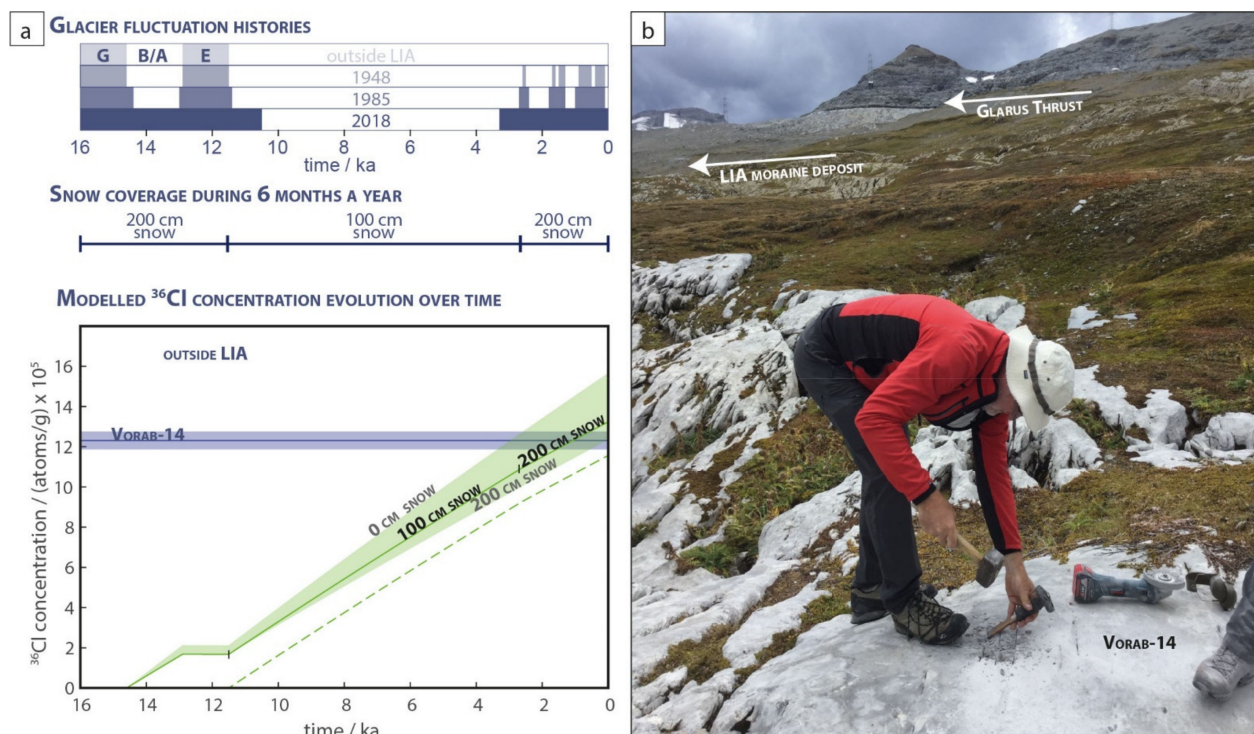 a
GLACIER FLUCTUATION HISTORIES
G B/A E outside LIA
1948
1985
2018
16 14 12 10 8 6 4 2 0
time / ka
SNOW COVERAGE DURING 6 MONTHS A YEAR
200 cm snow
100 cm snow
200 cm snow
MODELLED ³⁶Cl CONCENTRATION EVOLUTION OVER TIME
OUTSIDE LIA
VORAB-14
0 CM SNOW
100 CM SNOW
200 CM SNOW
200 CM SNOW
³⁶Cl concentration / (atoms/g) x 10⁵
16
14
12
10
8
6
4
2
0
16 14 12 10 8 6 4 2 0
time / ka
b
GLARUS THRUST
LIA MORAINE DEPOSIT
VORAB-14